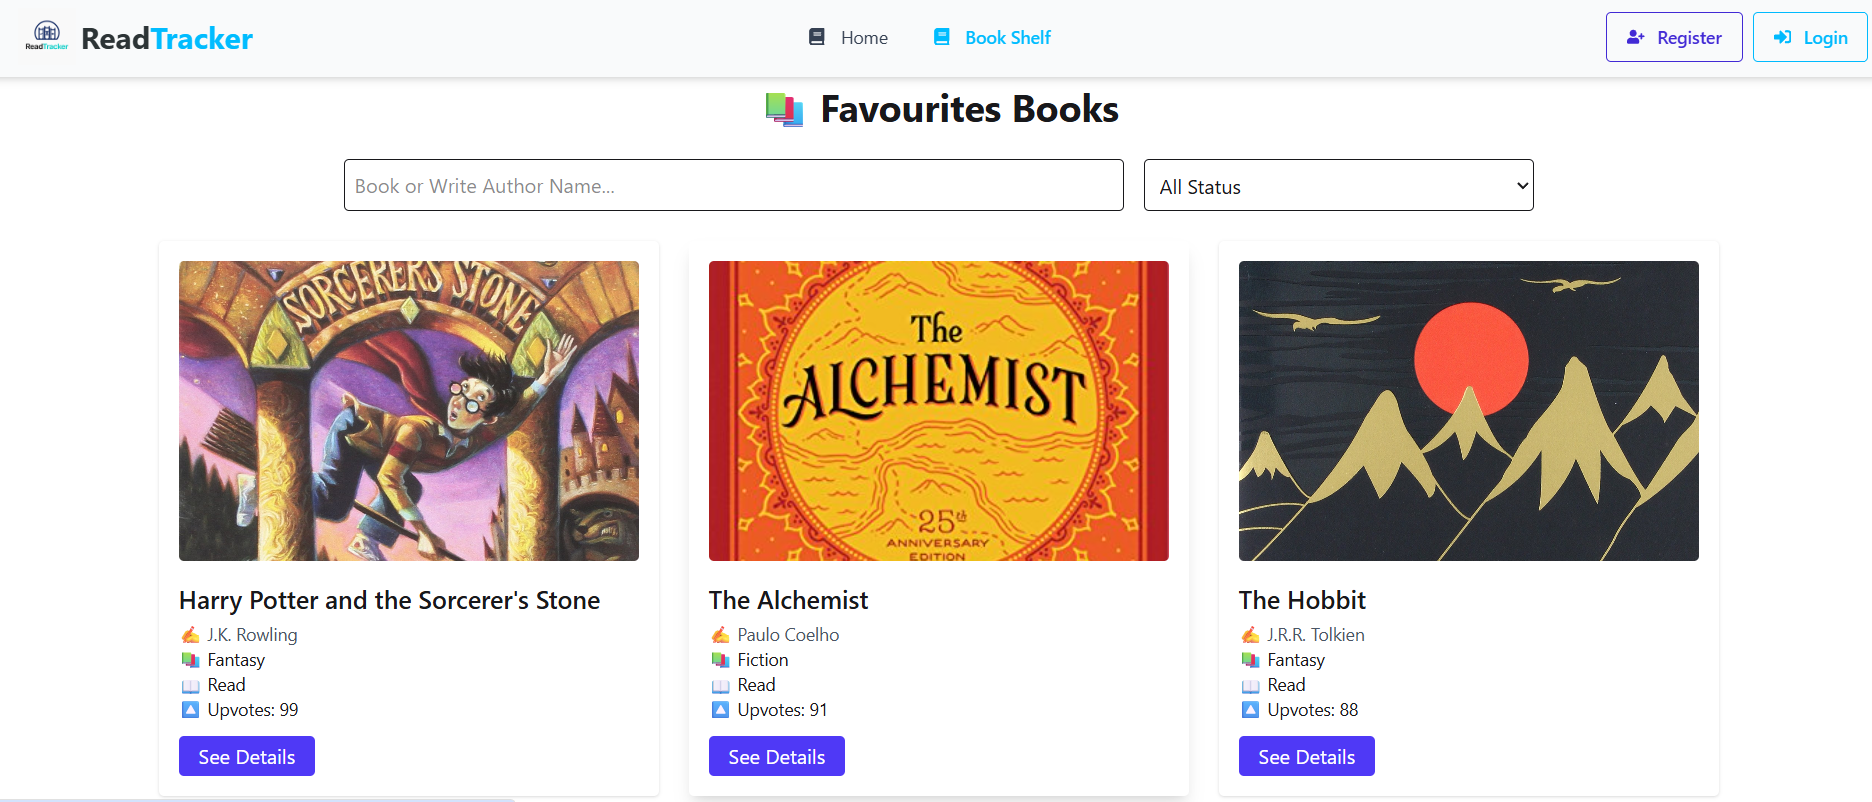 ReadTracker
ReadTracker
Home
Book Shelf
Register
Login
Favourites Books
Book or Write Author Name...
All Status
SORCERER'S STONE
The
ALCHEMIST
25th
ANNIVERSARY
EDITION
Harry Potter and the Sorcerer's Stone
J.K. Rowling
Fantasy
Read
Upvotes: 99
See Details
The Alchemist
Paulo Coelho
Fiction
Read
Upvotes: 91
See Details
The Hobbit
J.R.R. Tolkien
Fantasy
Read
Upvotes: 88
See Details